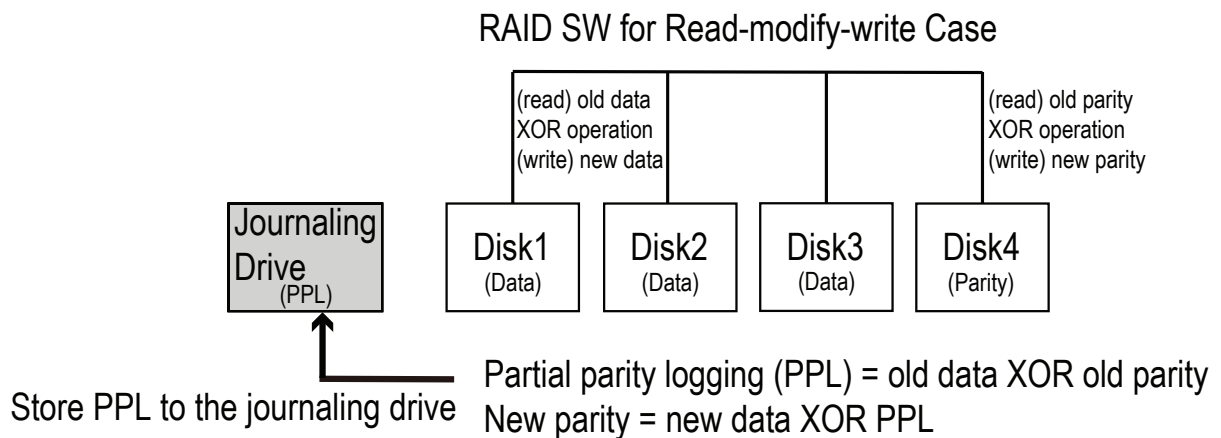 RAID SW for Read-modify-write Case
(read) old data
XOR operation
(write) new data
(read) old parity
XOR operation
(write) new parity
Journaling
Drive
(PPL)
Disk1
(Data)
Disk2
(Data)
Disk3
(Data)
Disk4
(Parity)
Store PPL to the journaling drive
Partial parity logging (PPL) = old data XOR old parity
New parity = new data XOR PPL